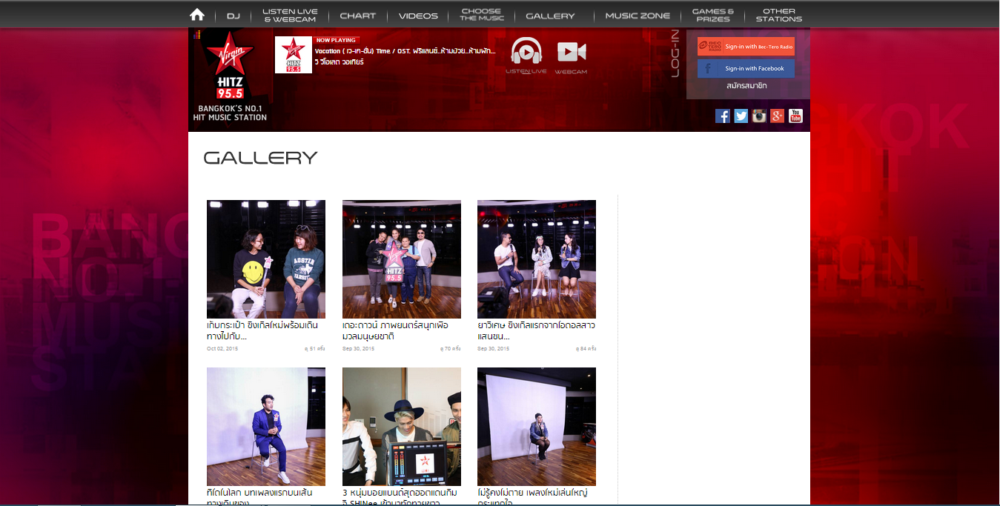 DJ
LISTEN LIVE
& WEBCAM
CHART
VIDEOS
CHOOSE
THE MUSIC
GALLERY
MUSIC ZONE
GAMES &
PRIZES
OTHER
STATIONS
Virgin
HITZ
95.5
BANGKOK'S NO.1
HIT MUSIC STATION
Virgin
HITZ
95.5
NOW PLAYING
Vacation ( เว-เค-ชั่น) Time / OST. ฟรีแลนซ์..ห้ามป่วย..ห้ามพัก...
วี วิโอเลต วอเทียร์
LISTEN LIVE
WEBCAM
LOG-IN
Sign-in with Bec-Tero Radio
Sign-in with Facebook
สมัครสมาชิก
You
Tube
GALLERY
เก็บกระเป๋า ซิงเกิลใหม่พร้อมเดิน
ทางไปกับ...
Oct 02, 2015
ดู 51 ครั้ง
เดอะดาวน์ ภาพยนตร์สนุกเพื่อ
มวลมนุษยชาติ
Sep 30, 2015
ดู 70 ครั้ง
ยาวิเศษ ซิงเกิลแรกจากไอดอลสาว
แสนซน...
Sep 30, 2015
ดู 84 ครั้ง
AUSTIN
Virgin
HITZ
95.5
ที่ใดในโลก บทเพลงแรกบนเส้น
ทางเดินของ
3 หนุ่มบอยแบนด์สุดฮอตแดนกิม
จิ SHINee เข้ามาทักทายชาว
ไม่รู้คงไม่ตาย เพลงใหม่เล่นใหญ่
กระแทกใจ